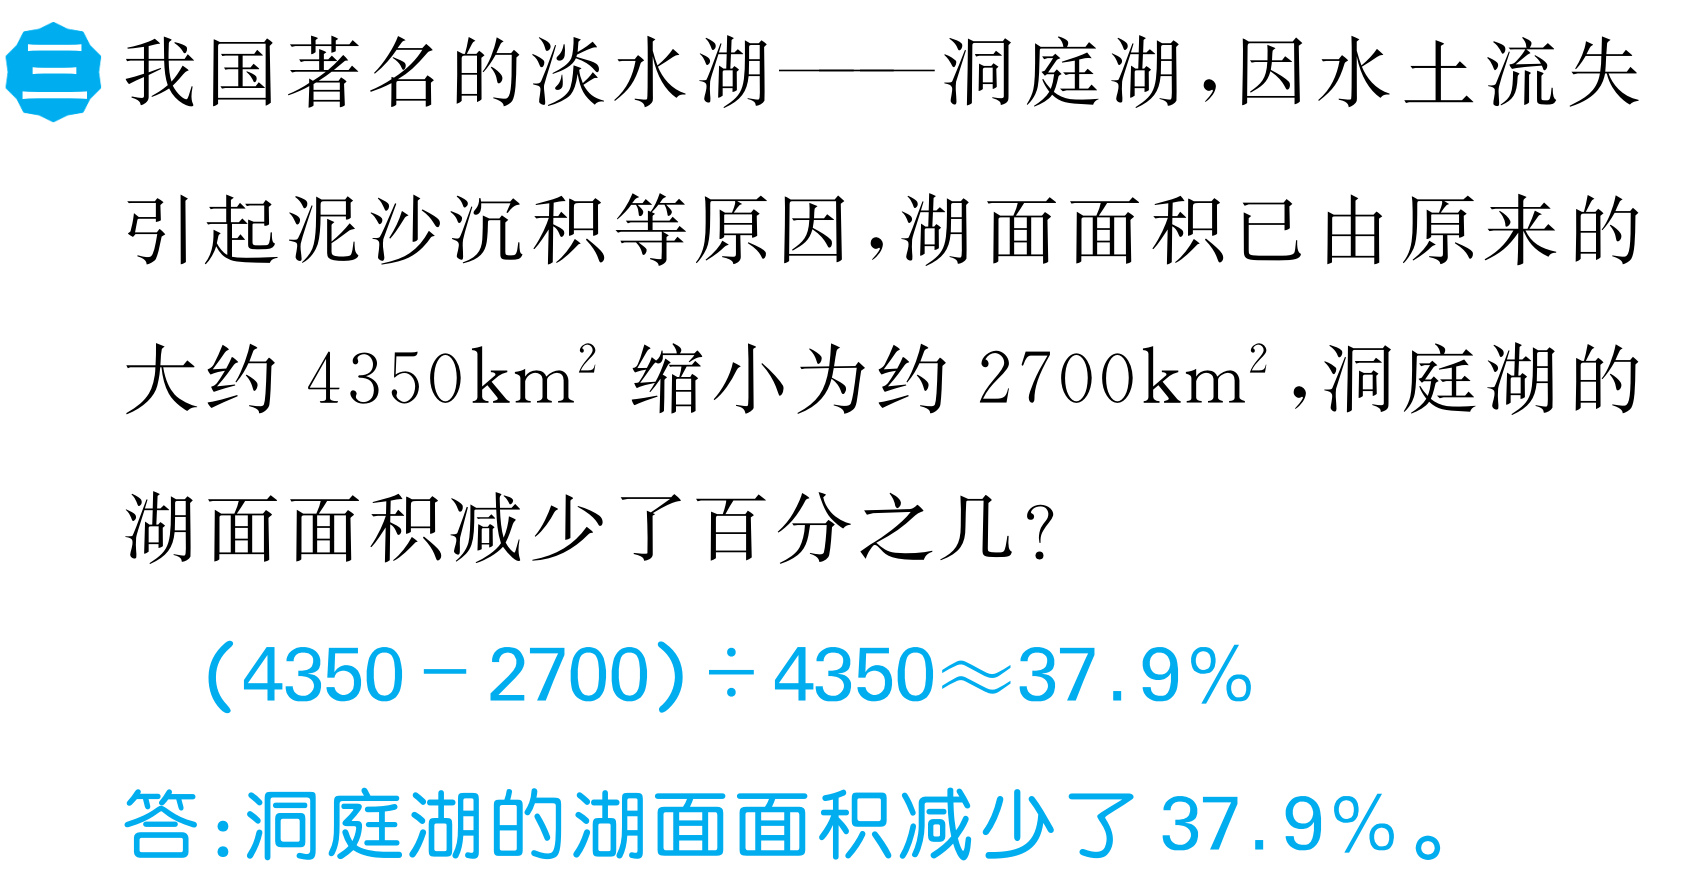 三 我国著名的淡水湖——洞庭湖,因水土流失
引起泥沙沉积等原因,湖面面积已由原来的
大约 4350km² 缩小为约 2700km²,洞庭湖的
湖面面积减少了百分之几?
(4350－2700)÷4350≈37.9%
答:洞庭湖的湖面面积减少了 37.9%。